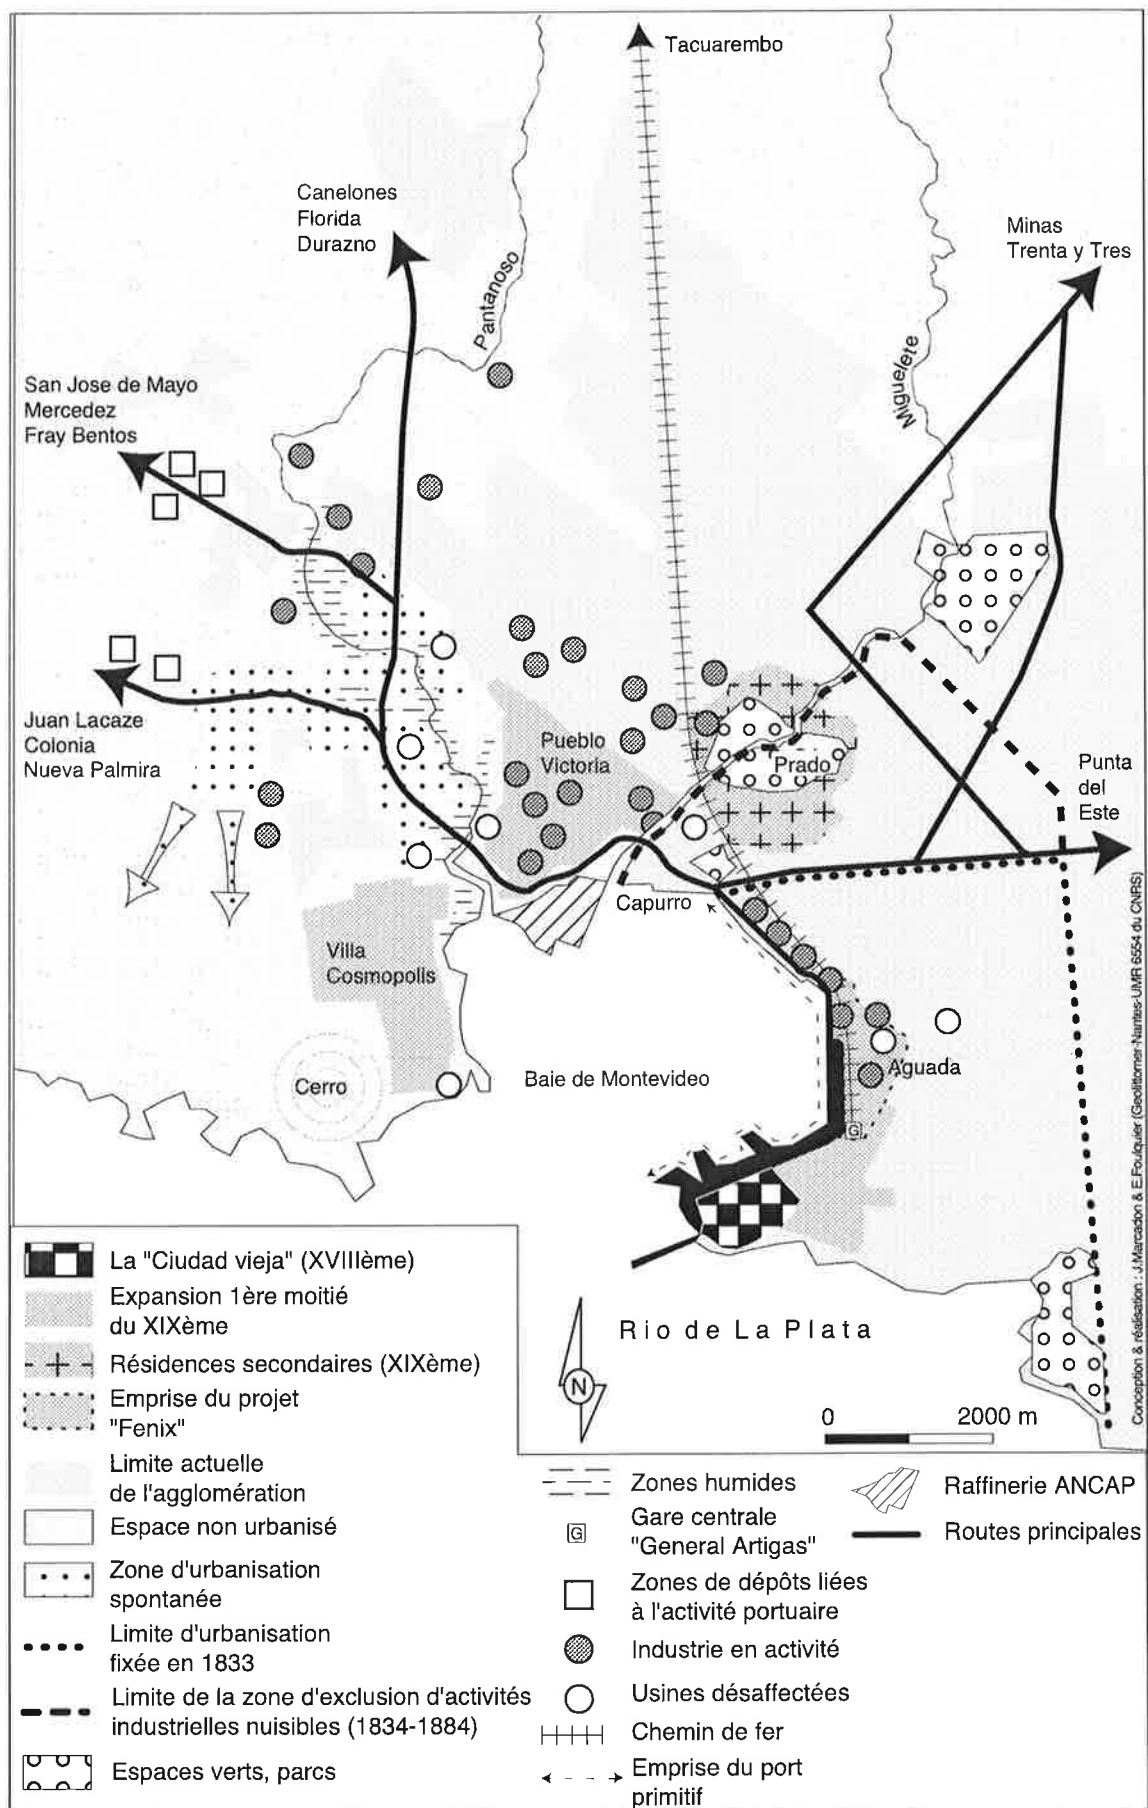 Tacuarembo
Canelones
Florida
Durazno
Pantanoso
Minas
Trenta y Tres
Miguelete
San Jose de Mayo
Mercedez
Fray Bentos
Juan Lacaze
Colonia
Nueva Palmira
Pueblo
Victoria
Prado
Punta
del
Este
Capurro
Villa
Cosmopolis
Cerro
Baie de Montevideo
Aguada
G
Rio de La Plata
N
0 2000 m
Conception & réalisation : J.Marcadon & E.Foulquier (Geolittomer-Nantes-UMR 6554 du CNRS)
La "Ciudad vieja" (XVIIIème)
Expansion 1ère moitié
du XIXème
Résidences secondaires (XIXème)
Emprise du projet
"Fenix"
Limite actuelle
de l'agglomération
Espace non urbanisé
Zone d'urbanisation
spontanée
Limite d'urbanisation
fixée en 1833
Limite de la zone d'exclusion d'activités
industrielles nuisibles (1834-1884)
Espaces verts, parcs
Zones humides
G
Gare centrale
"General Artigas"
Zones de dépôts liées
à l'activité portuaire
Industrie en activité
Usines désaffectées
Chemin de fer
Emprise du port
primitif
Raffinerie ANCAP
Routes principales